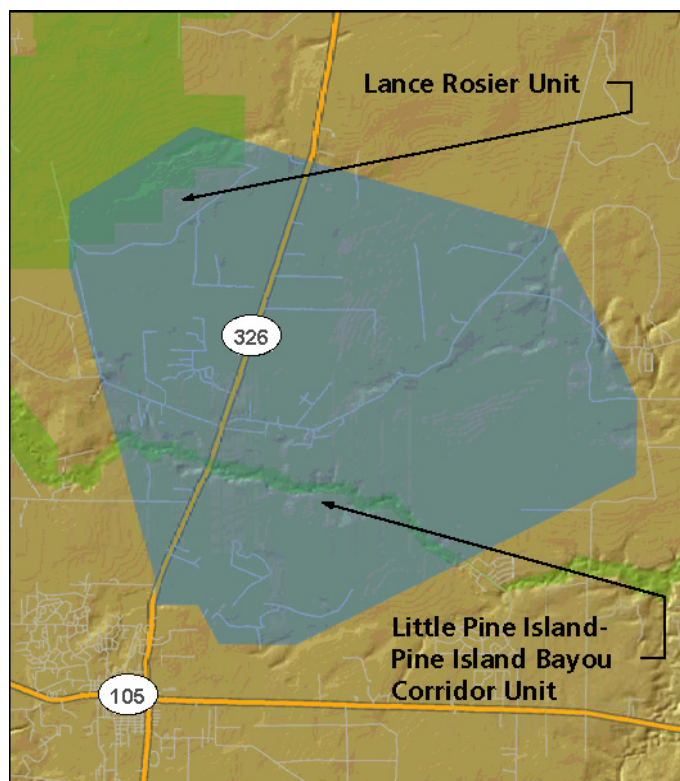 Lance Rosier Unit
326
Little Pine Island-
Pine Island Bayou
Corridor Unit
105